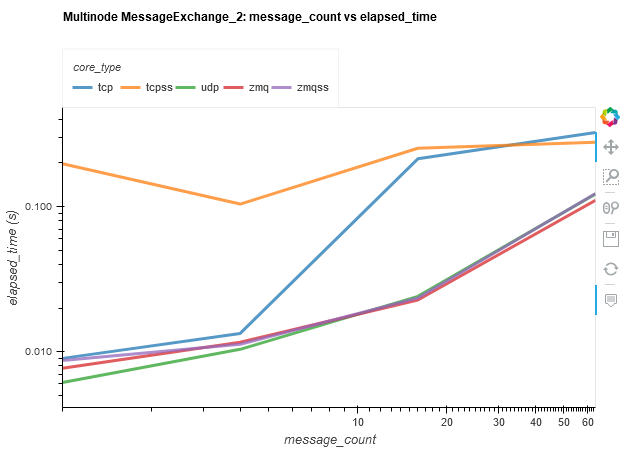 Multinode MessageExchange_2: message_count vs elapsed_time
core_type
tcp tcpss udp zmq zmqss
0.100
0.010
elapsed_time (s)
10 20 30 40 50 60
message_count